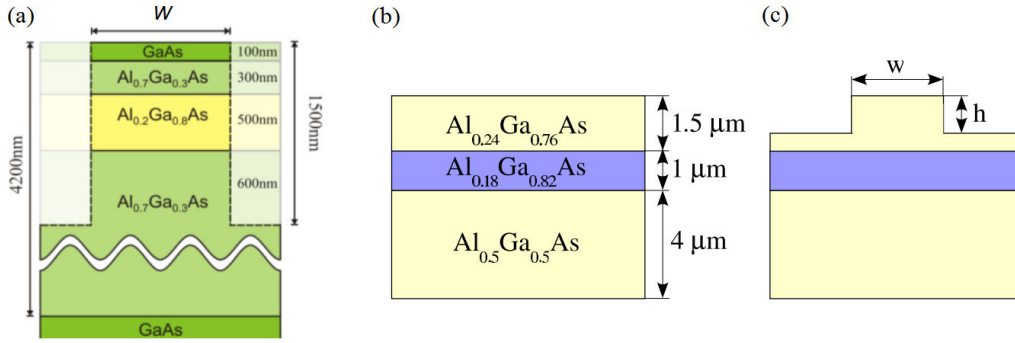 (a)
W
GaAs
100nm
Al0.7Ga0.3As
300nm
Al0.2Ga0.8As
500nm
Al0.7Ga0.3As
600nm
4200nm
1500nm
GaAs
(b)
Al0.24Ga0.76As
1.5 μm
Al0.18Ga0.82As
1 μm
Al0.5Ga0.5As
4 μm
(c)
w
h